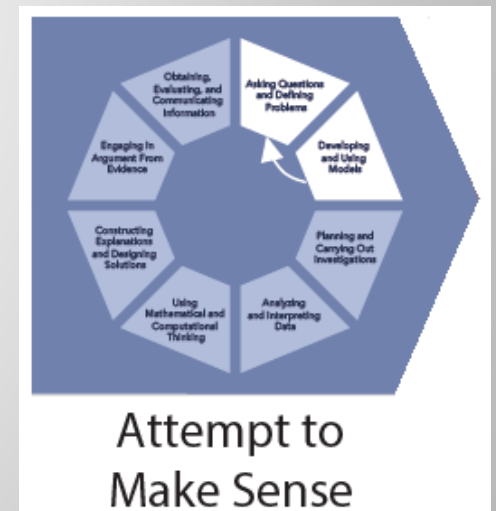 Asking Questions
and Defining
Problems
Developing
and Using
Models
Planning and
Carrying Out
Investigations
Analyzing
and Interpreting
Data
Using
Mathematical and
Computational
Thinking
Constructing
Explanations
and Designing
Solutions
Engaging in
Argument From
Evidence
Obtaining,
Evaluating, and
Communicating
Information
Attempt to
Make Sense